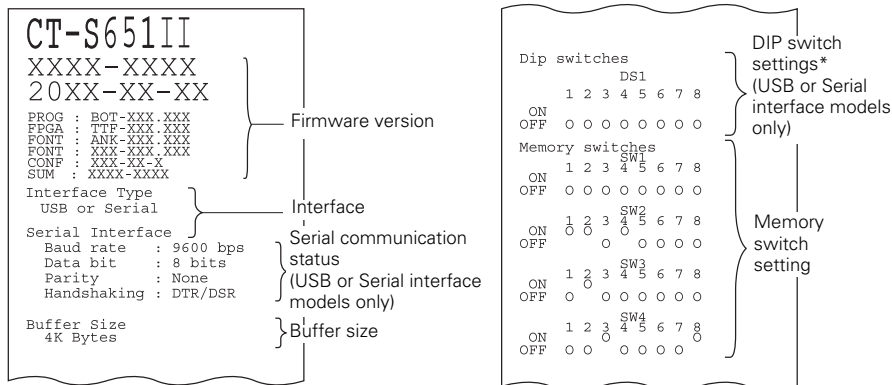 CT-S651II
XXXX-XXXX
20XX-XX-XX
PROG : BOT-XXX.XXX
FPGA : TTF-XXX.XXX
FONT : ANK-XXX.XXX
FONT : XXX-XXX.XXX
CONF : XXX-XX-X
SUM : XXXX-XXXX
Firmware version
Interface Type
USB or Serial
Interface
Serial Interface
Baud rate : 9600 bps
Data bit : 8 bits
Parity : None
Handshaking : DTR/DSR
Serial communication
status
(USB or Serial interface
models only)
Buffer Size
4K Bytes
Buffer size
Dip switches
DS1
1 2 3 4 5 6 7 8
ON
OFF O O O O O O O O
DIP switch
settings*
(USB or Serial
interface models
only)
Memory switches
SW1
1 2 3 4 5 6 7 8
ON
OFF O O O O O O O O
SW2
1 2 3 4 5 6 7 8
ON O O O
OFF O O O O O
SW3
1 2 3 4 5 6 7 8
ON O
OFF O O O O O O O
SW4
1 2 3 4 5 6 7 8
ON O O
OFF O O O O O O
Memory
switch
setting